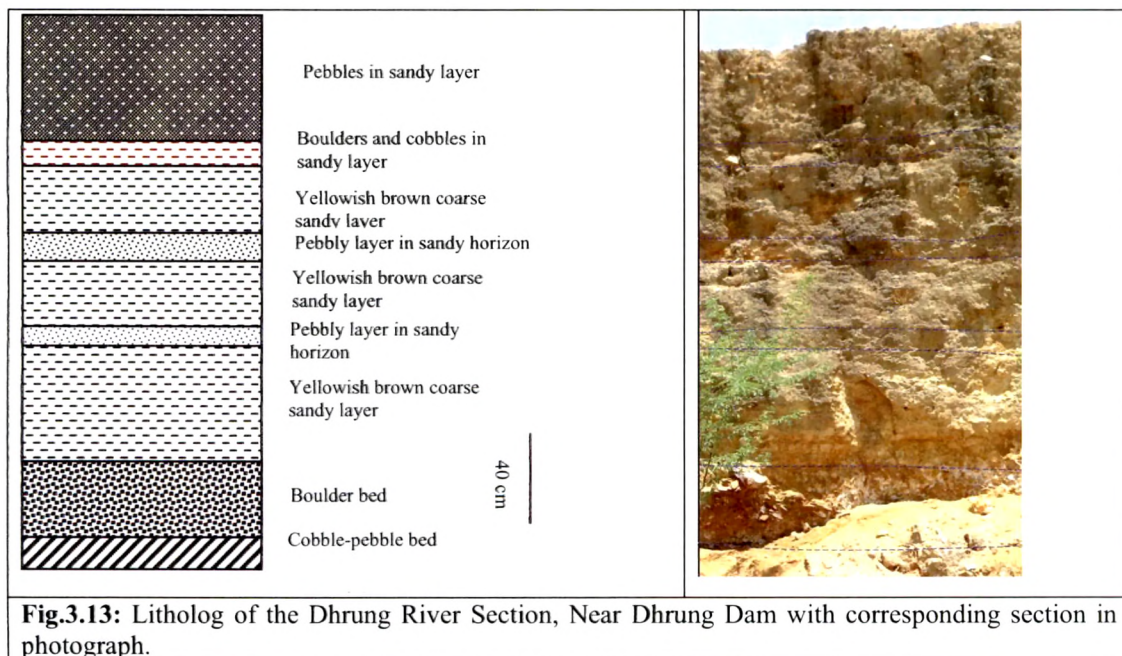 Pebbles in sandy layer
Boulders and cobbles in
sandy layer
Yellowish brown coarse
sandy layer
Pebbly layer in sandy horizon
Yellowish brown coarse
sandy layer
Pebbly layer in sandy
horizon
Yellowish brown coarse
sandy layer
40 cm
Boulder bed
Cobble-pebble bed
Fig.3.13: Litholog of the Dhrung River Section, Near Dhrung Dam with corresponding section in
photograph.